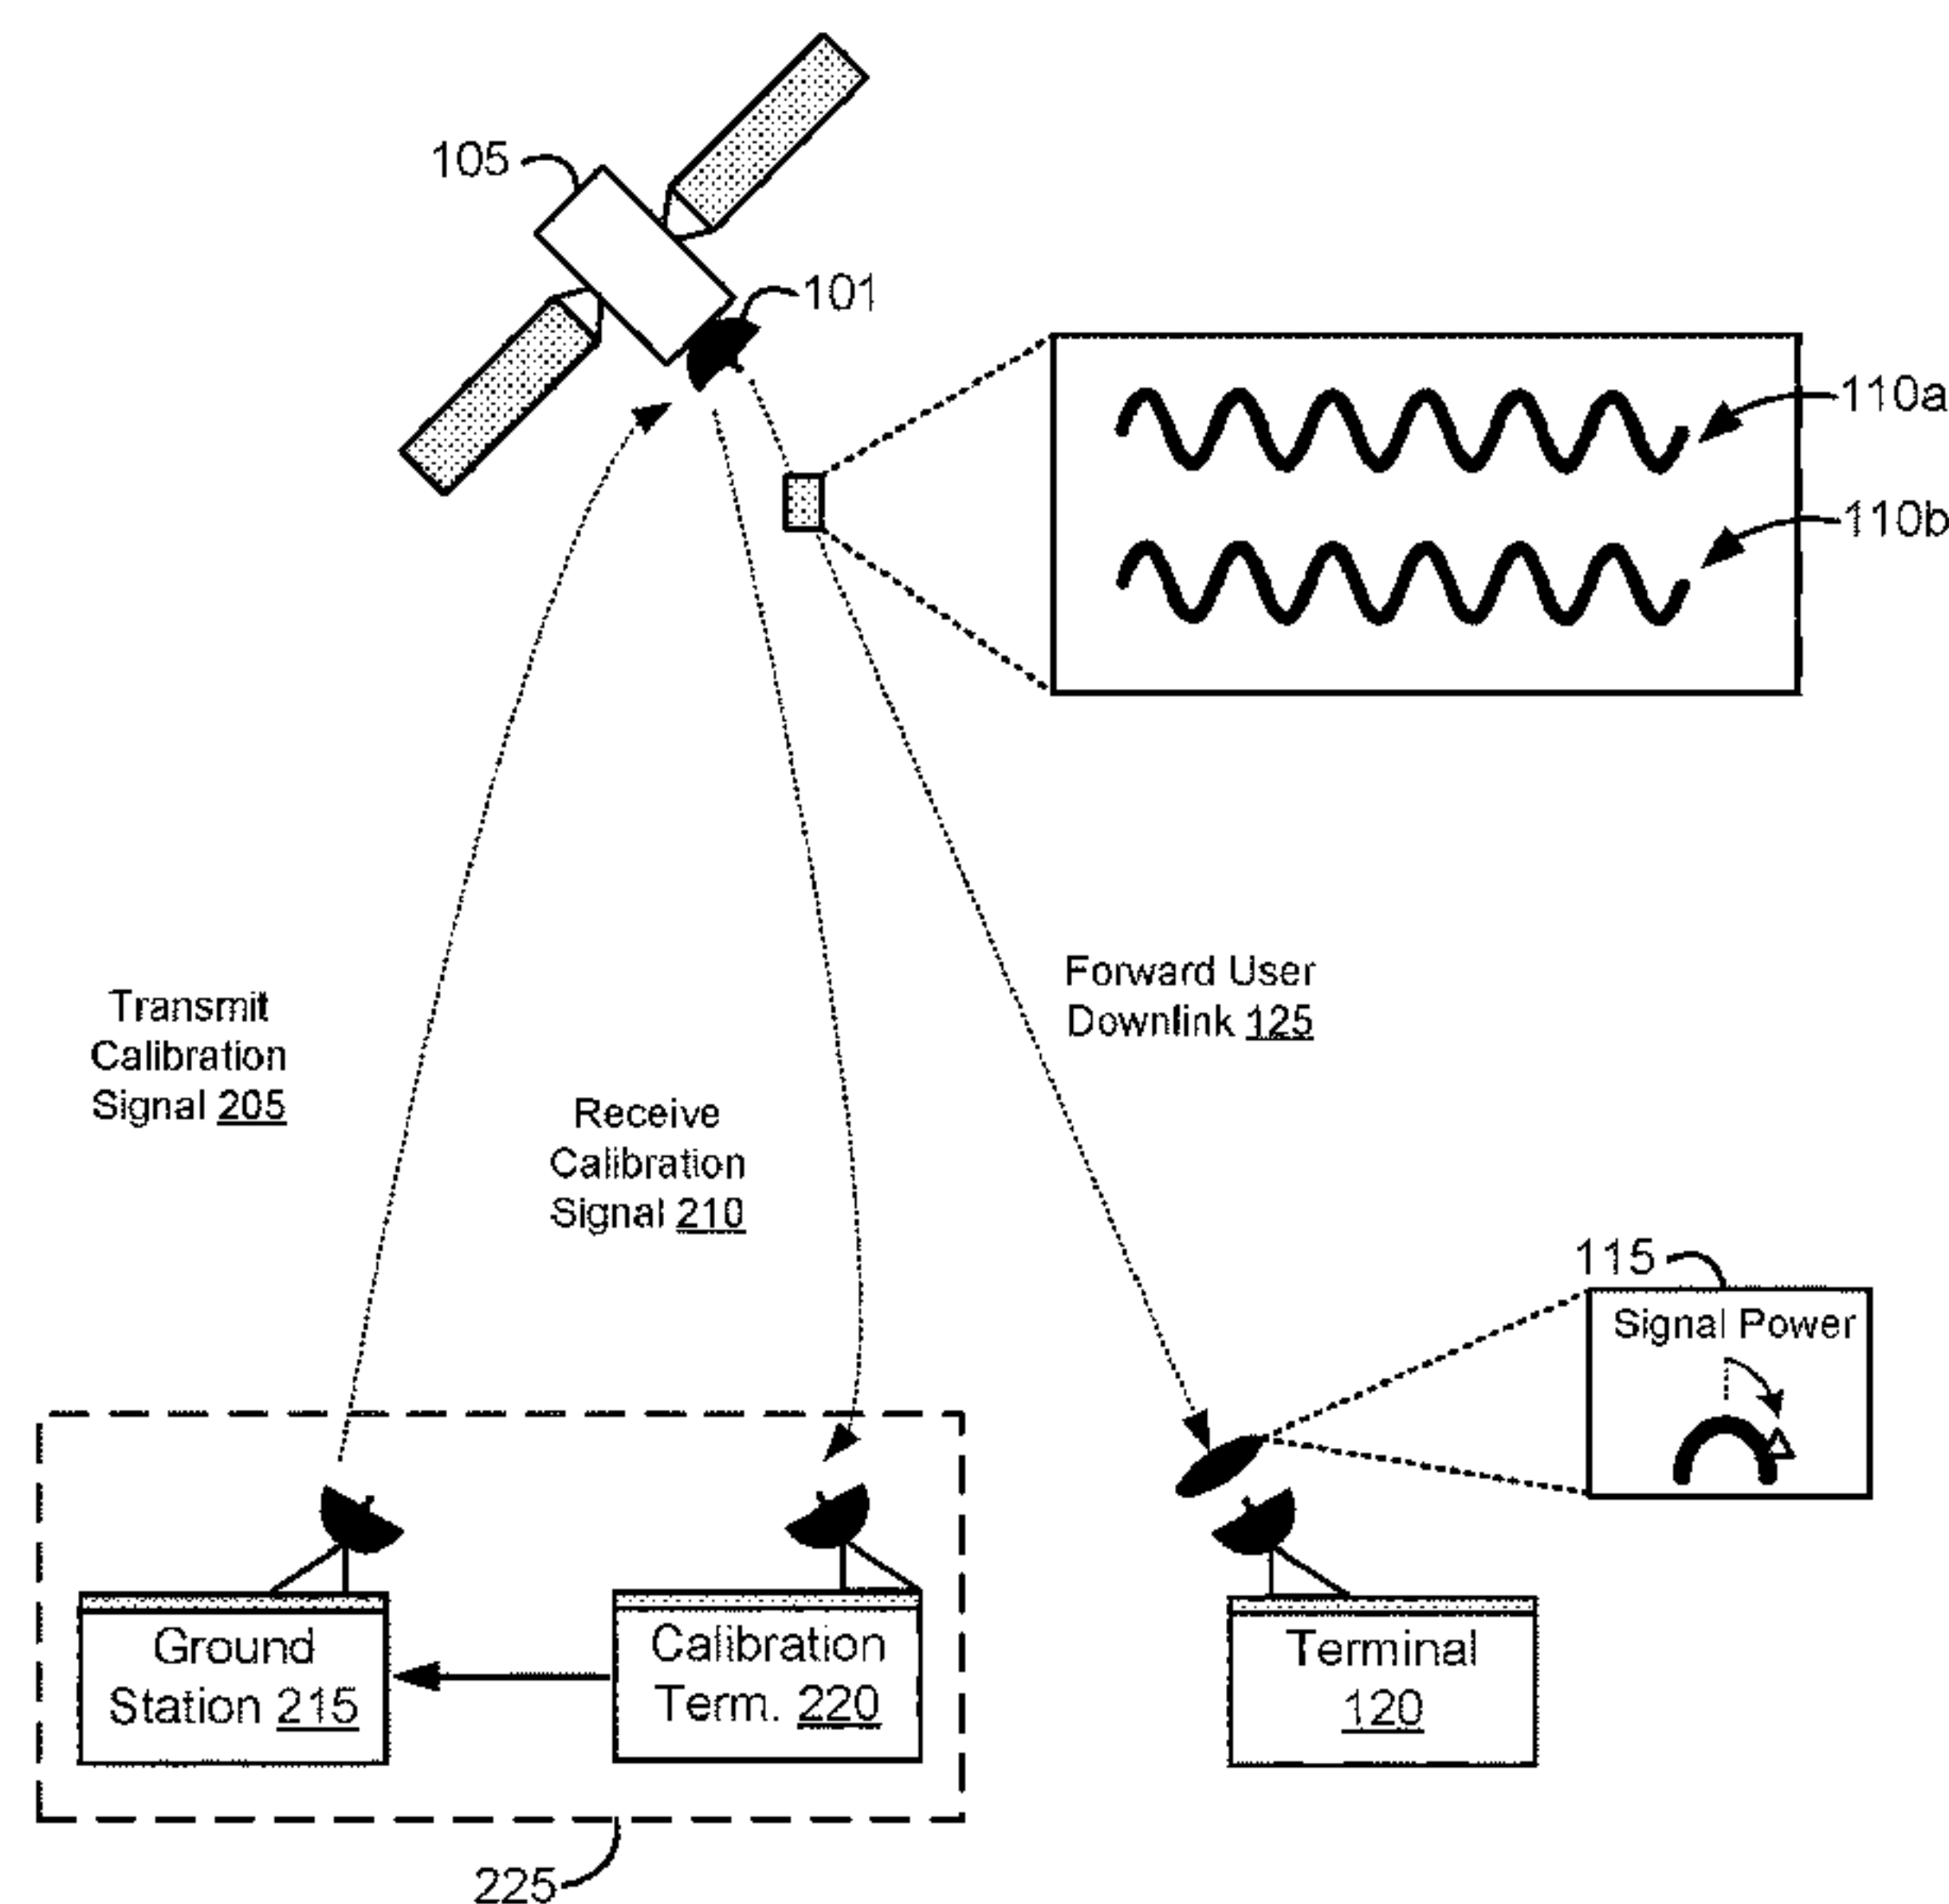 105
101
110a
110b
Forward User
Downlink 125
Transmit
Calibration
Signal 205
Receive
Calibration
Signal 210
115
Signal Power
Ground
Station 215
Calibration
Term. 220
Terminal
120
225